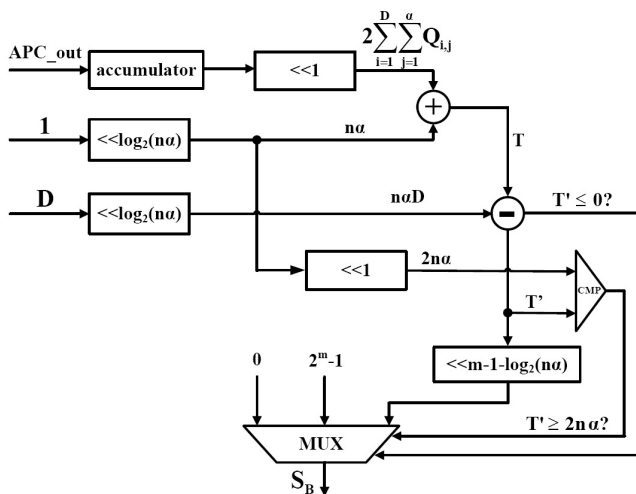 D α
2∑∑Q_{i,j}
i=1 j=1
APC_out
accumulator
<<1
+
1
<<log₂(nα)
nα
T
D
<<log₂(nα)
nαD
-
T' ≤ 0?
<<1
2nα
CMP
T’
0
2ᵐ-1
<<m-1-log₂(nα)
MUX
T' ≥ 2nα?
S_B